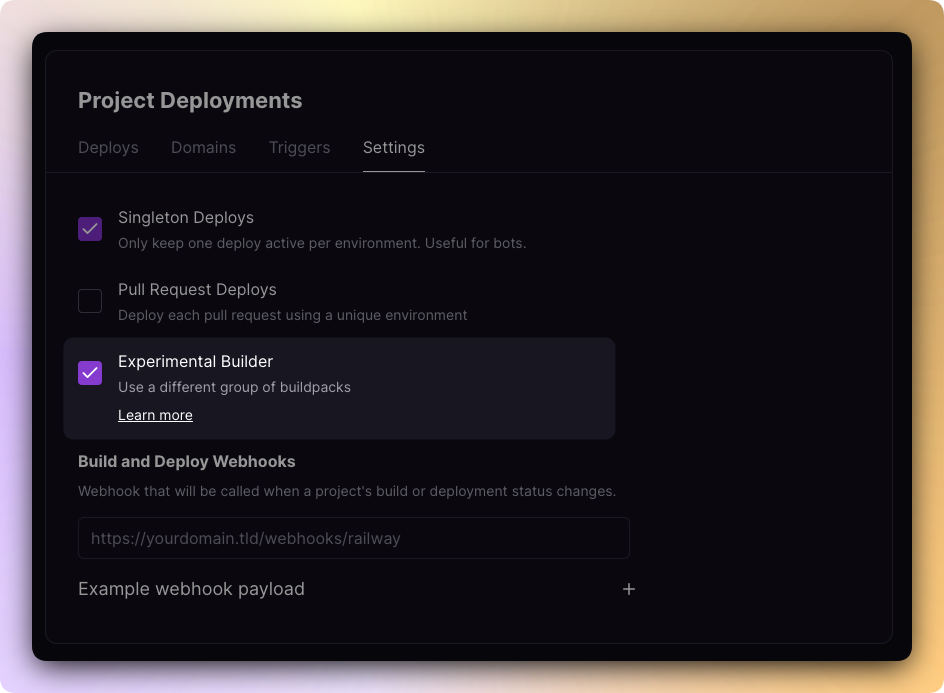 Project Deployments
Deploys Domains Triggers Settings
Singleton Deploys
Only keep one deploy active per environment. Useful for bots.
Pull Request Deploys
Deploy each pull request using a unique environment
Experimental Builder
Use a different group of buildpacks
Learn more
Build and Deploy Webhooks
Webhook that will be called when a project's build or deployment status changes.
https://yourdomain.tld/webhooks/railway
Example webhook payload +